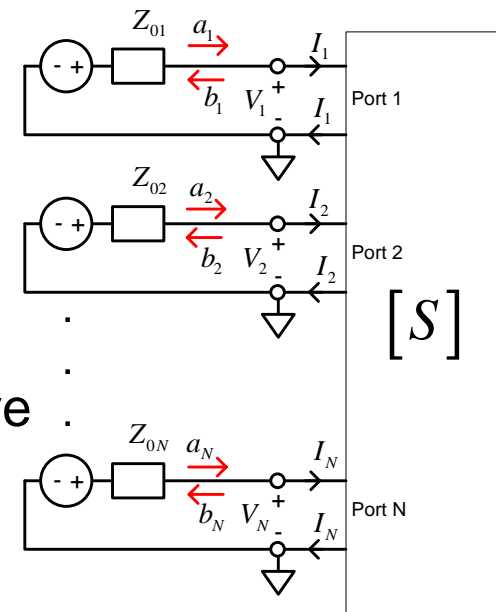 Z₀₁ a₁ I₁
- + + Port 1
b₁ V₁ I₁
-
Z₀₂ a₂ I₂
- + + Port 2
b₂ V₂ I₂
-
[S]
.
.
e .
Z₀N aN IN
- + + Port N
bN VN IN
-